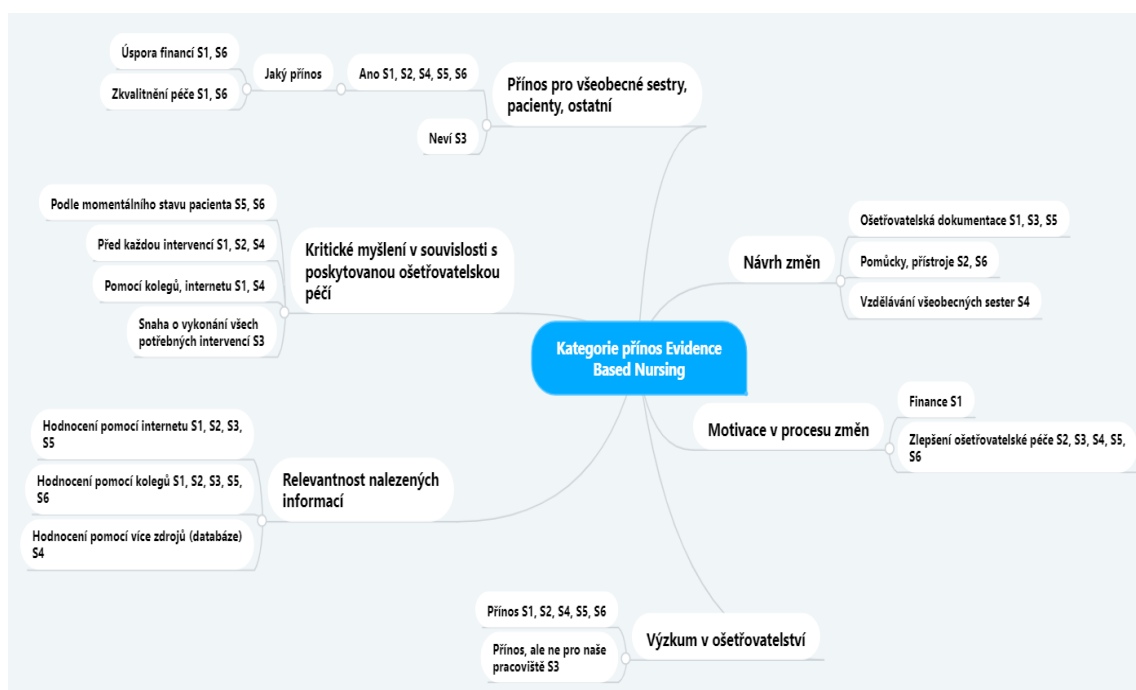 Úspora financí S1, S6
Zkvalitnění péče S1, S6
Jaký přínos
Ano S1, S2, S4, S5, S6
Neví S3
Přínos pro všeobecné sestry,
pacienty, ostatní
Podle momentálního stavu pacienta S5, S6
Před každou intervencí S1, S2, S4
Pomocí kolegů, internetu S1, S4
Snaha o vykonání všech
potřebných intervencí S3
Kritické myšlení v souvislosti s
poskytovanou ošetřovatelskou
péčí
Návrh změn
Ošetřovatelská dokumentace S1, S3, S5
Pomůcky, přístroje S2, S6
Vzdělávání všeobecných sester S4
Kategorie přínos Evidence
Based Nursing
Motivace v procesu změn
Finance S1
Zlepšení ošetřovatelské péče S2, S3, S4, S5,
S6
Hodnocení pomocí internetu S1, S2, S3,
S5
Hodnocení pomocí kolegů S1, S2, S3, S5,
S6
Hodnocení pomocí více zdrojů (databáze)
S4
Relevantnost nalezených
informací
Přínos S1, S2, S4, S5, S6
Přínos, ale ne pro naše
pracoviště S3
Výzkum v ošetřovatelství